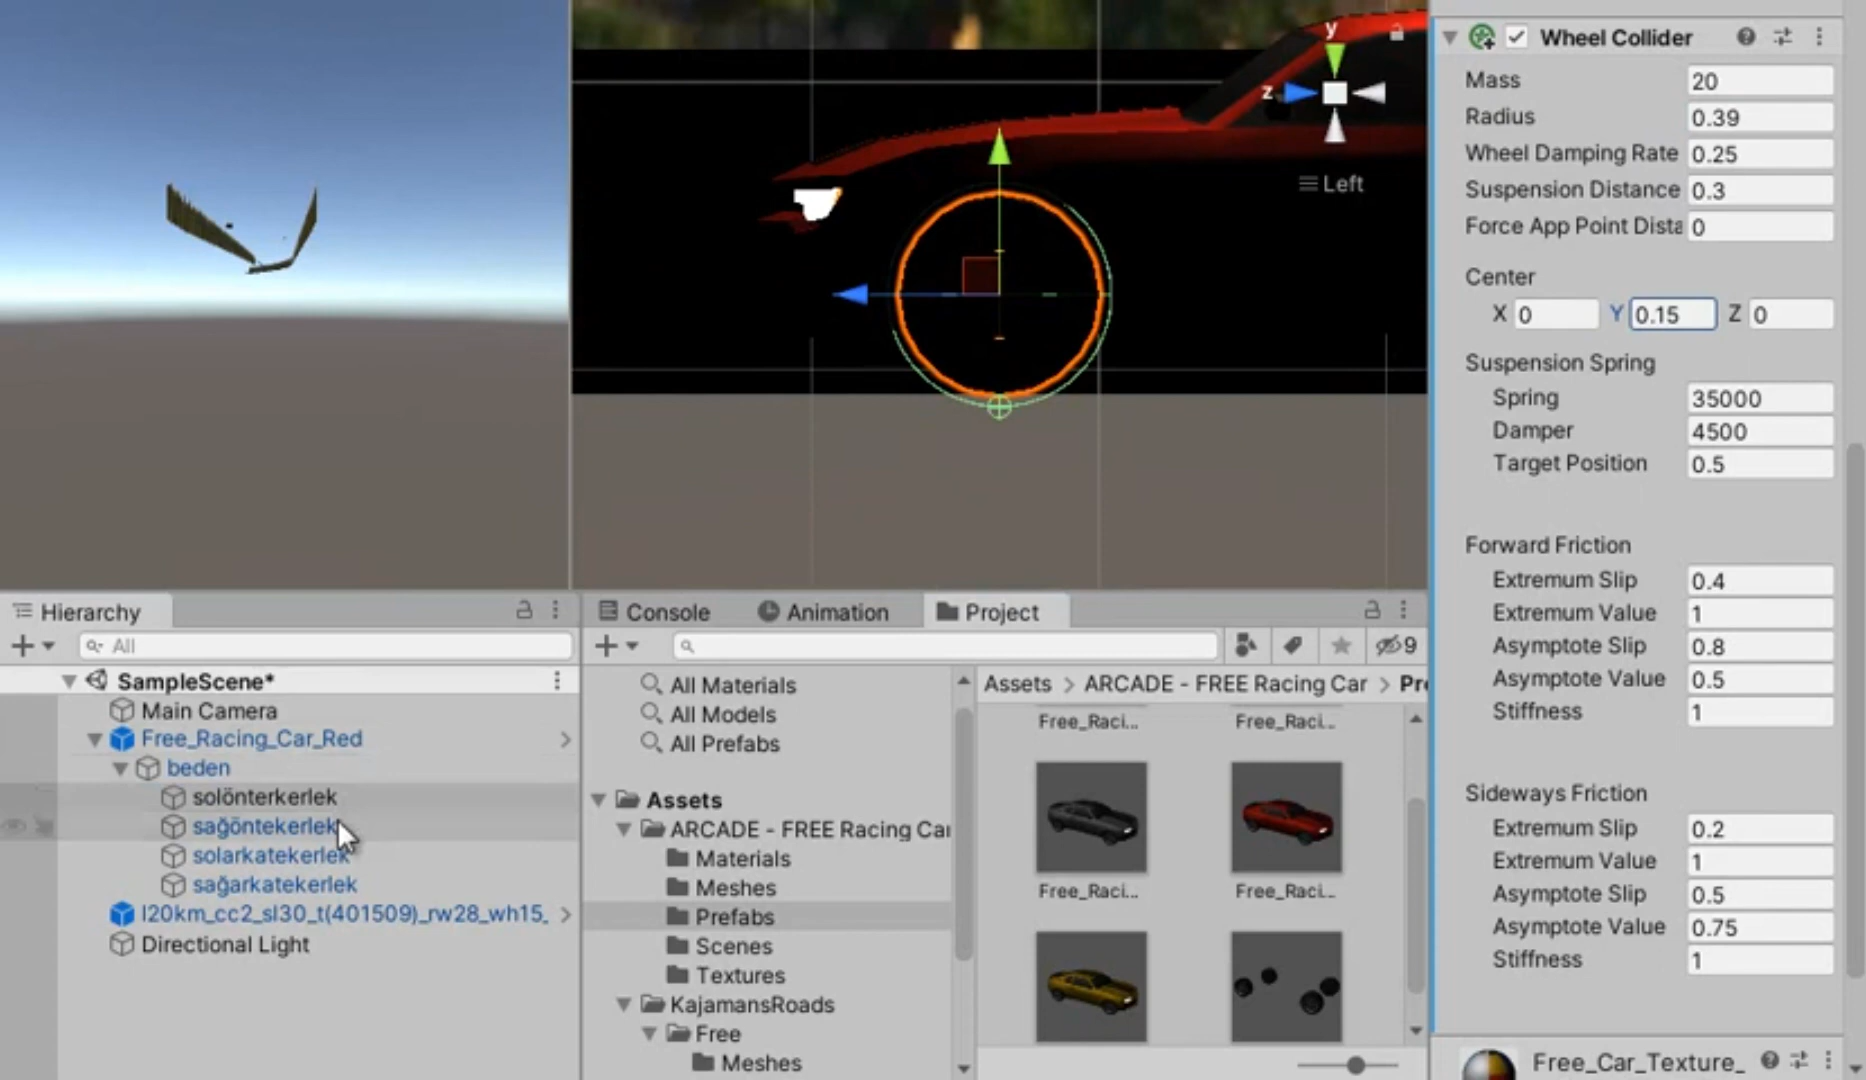 y
z
Left
Hierarchy
All
SampleScene*
Main Camera
Free_Racing_Car_Red
beden
solönterkerlek
sağöntekerlek
solarkatekerlek
sağarkatekerlek
l20km_cc2_sl30_t(401509)_rw28_wh15_
Directional Light
Console
Animation
Project
9
All Materials
All Models
All Prefabs
Assets
ARCADE - FREE Racing Car
Materials
Meshes
Prefabs
Scenes
Textures
KajamansRoads
Free
Meshes
Assets > ARCADE - FREE Racing Car > Pr
Free_Raci...
Free_Raci...
Free_Raci...
Free_Raci...
Wheel Collider
Mass 20
Radius 0.39
Wheel Damping Rate 0.25
Suspension Distance 0.3
Force App Point Dista 0
Center
X 0 Y 0.15 Z 0
Suspension Spring
Spring 35000
Damper 4500
Target Position 0.5
Forward Friction
Extremum Slip 0.4
Extremum Value 1
Asymptote Slip 0.8
Asymptote Value 0.5
Stiffness 1
Sideways Friction
Extremum Slip 0.2
Extremum Value 1
Asymptote Slip 0.5
Asymptote Value 0.75
Stiffness 1
Free_Car_Texture_